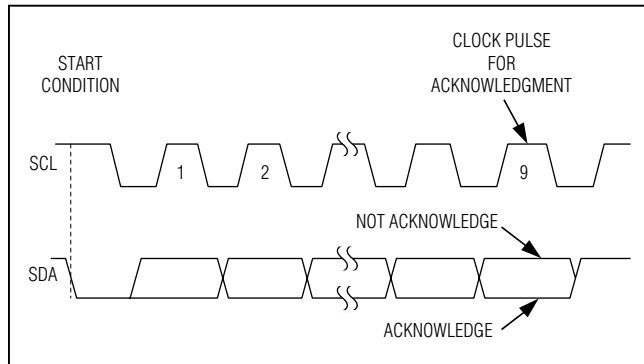 START
CONDITION
CLOCK PULSE
FOR
ACKNOWLEDGMENT
SCL
1
2
9
NOT ACKNOWLEDGE
SDA
ACKNOWLEDGE